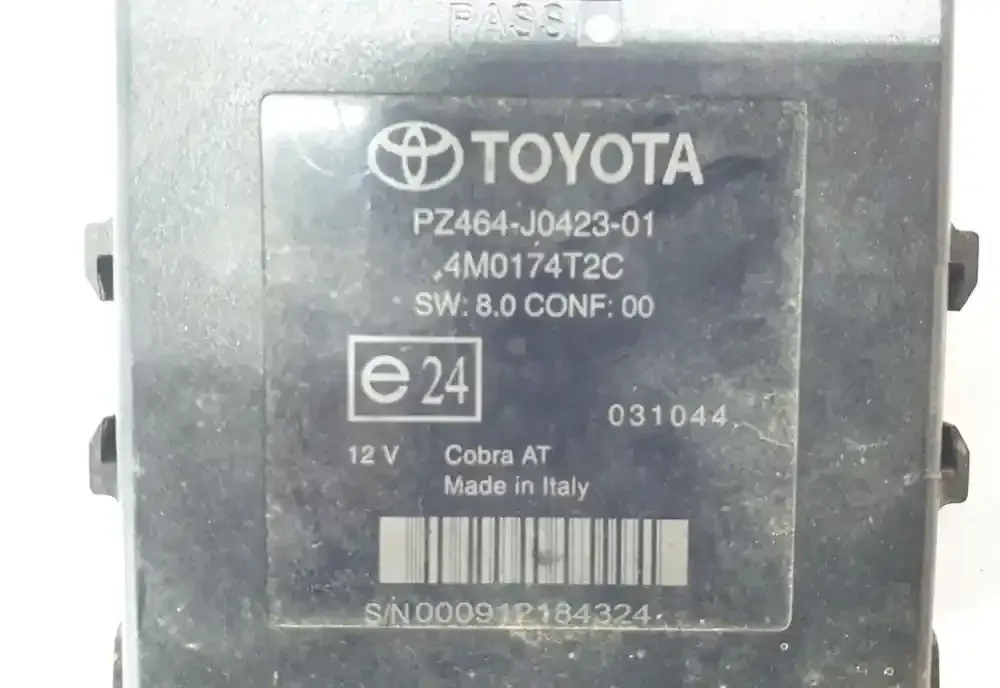 PASS
TOYOTA
PZ464-J0423-01
4M0174T2C
SW: 8.0 CONF: 00
e24
031044
12 V Cobra AT
Made in Italy
S/N000912184324